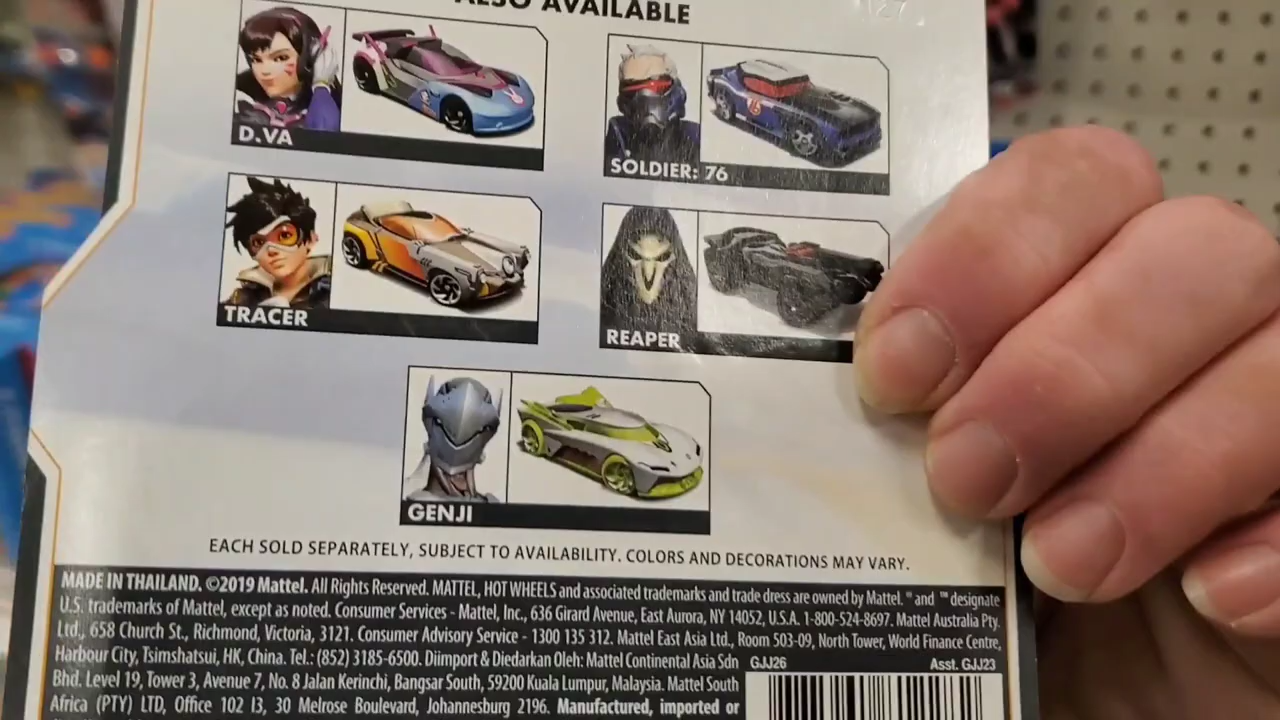 ALSO AVAILABLE
127
D.VA
SOLDIER: 76
TRACER
REAPER
GENJI
EACH SOLD SEPARATELY, SUBJECT TO AVAILABILITY. COLORS AND DECORATIONS MAY VARY.
MADE IN THAILAND. ©2019 Mattel. All Rights Reserved. MATTEL, HOT WHEELS and associated trademarks and trade dress are owned by Mattel. ® and ™ designate
U.S. trademarks of Mattel, except as noted. Consumer Services - Mattel, Inc., 636 Girard Avenue, East Aurora, NY 14052, U.S.A. 1-800-524-8697. Mattel Australia Pty.
Ltd., 658 Church St., Richmond, Victoria, 3121. Consumer Advisory Service - 1300 135 312. Mattel East Asia Ltd., Room 503-09, North Tower, World Finance Centre,
Harbour City, Tsimshatsui, HK, China. Tel.: (852) 3185-6500. Diimport & Diedarkan Oleh: Mattel Continental Asia Sdn
GJJ26 Asst. GJJ23
Bhd. Level 19, Tower 3, Avenue 7, No. 8 Jalan Kerinchi, Bangsar South, 59200 Kuala Lumpur, Malaysia. Mattel South
Africa (PTY) LTD, Office 102 I3, 30 Melrose Boulevard, Johannesburg 2196. Manufactured, imported or